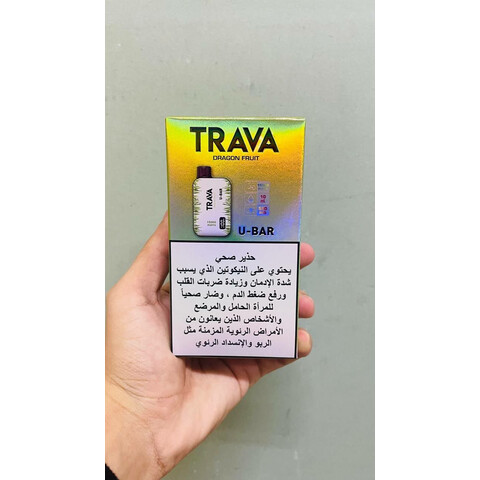 TRAVA
DRAGON FRUIT
TRAVA
U-BAR
U-BAR
حذير صحي
يحتوي على النيكوتين الذي يسبب
شدة الإدمان وزيادة ضربات القلب
ورفع ضغط الدم ، وضار صحياً
للمرأة الحامل والمرضع
والأشخاص الذين يعانون من
الأمراض الرئوية المزمنة مثل
الربو والإنسداد الرئوي